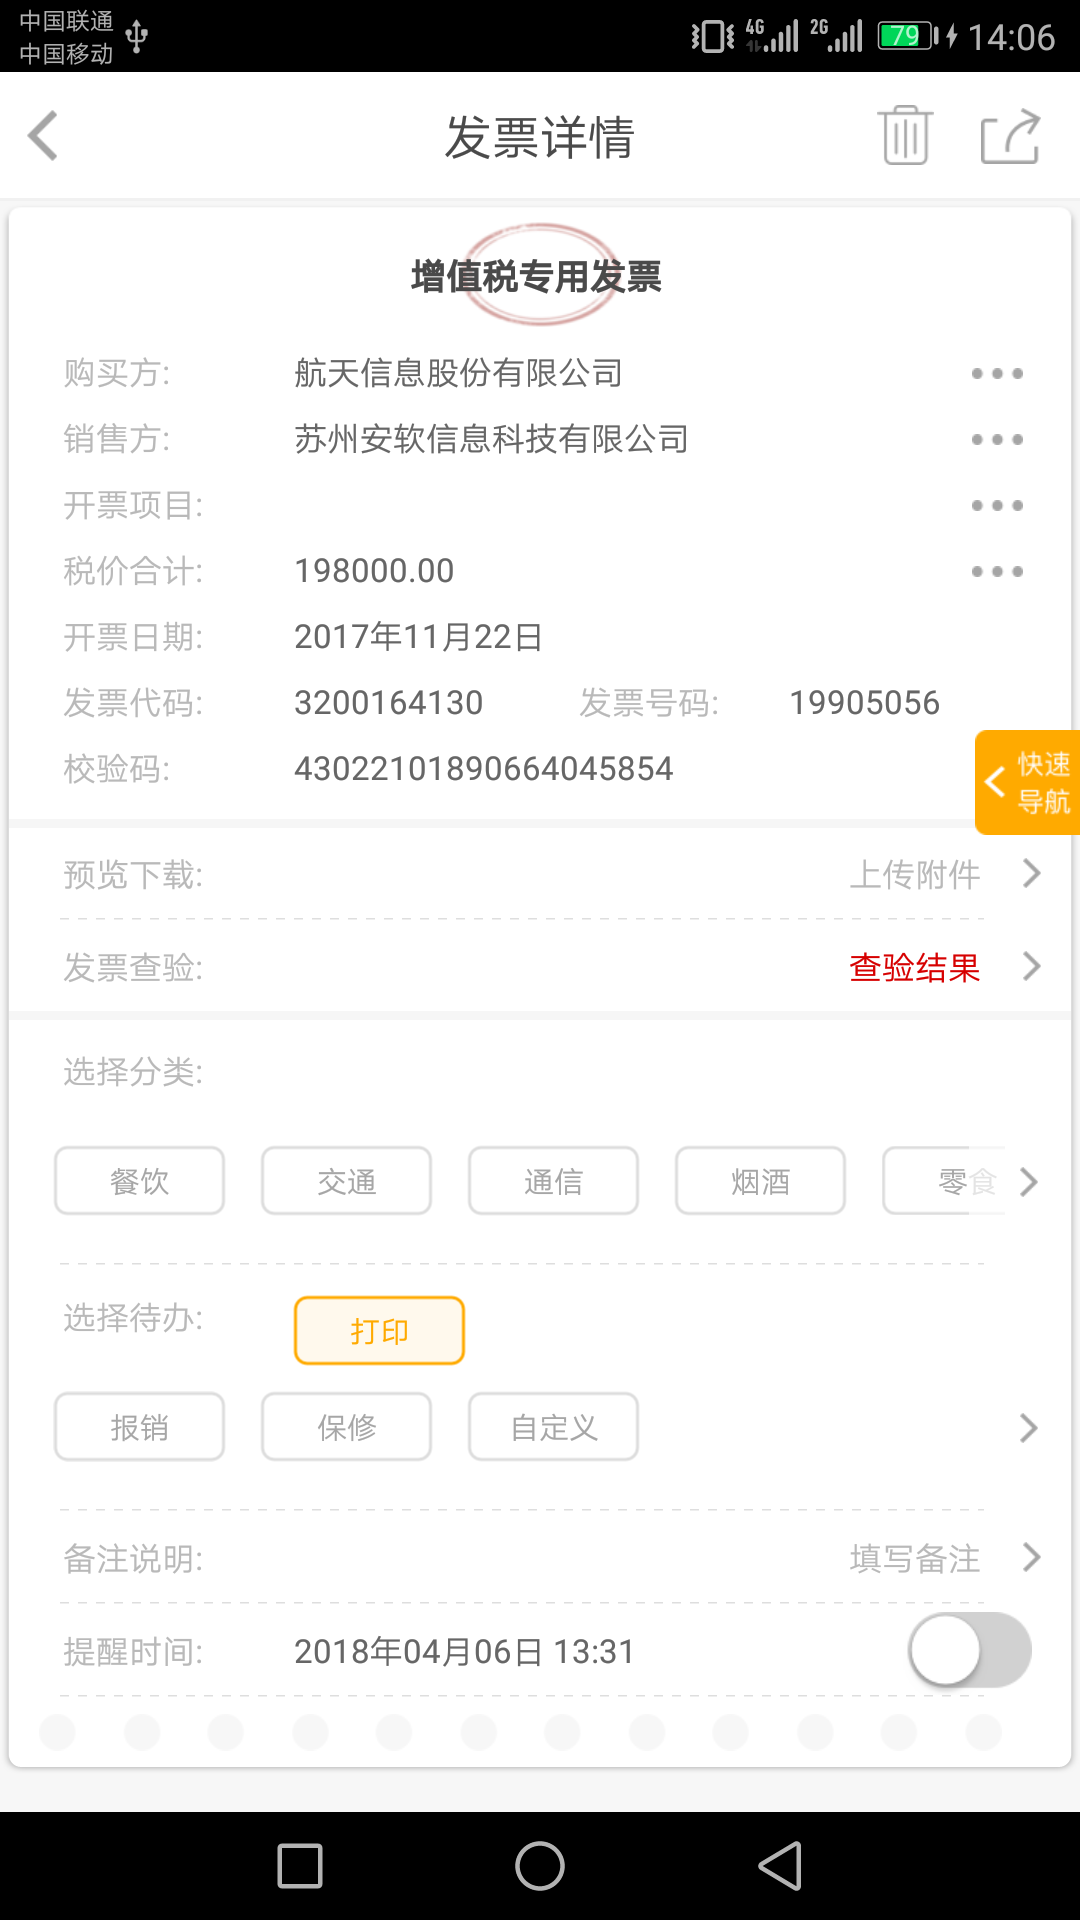 中国联通
中国移动
4G
2G
79
14:06
发票详情
增值税专用发票
购买方: 航天信息股份有限公司
销售方: 苏州安软信息科技有限公司
开票项目:
税价合计: 198000.00
开票日期: 2017年11月22日
发票代码: 3200164130 发票号码: 19905056
校验码: 43022101890664045854
快速
导航
预览下载: 上传附件
发票查验: 查验结果
选择分类:
餐饮 交通 通信 烟酒 零食
选择待办: 打印
报销 保修 自定义
备注说明: 填写备注
提醒时间: 2018年04月06日 13:31